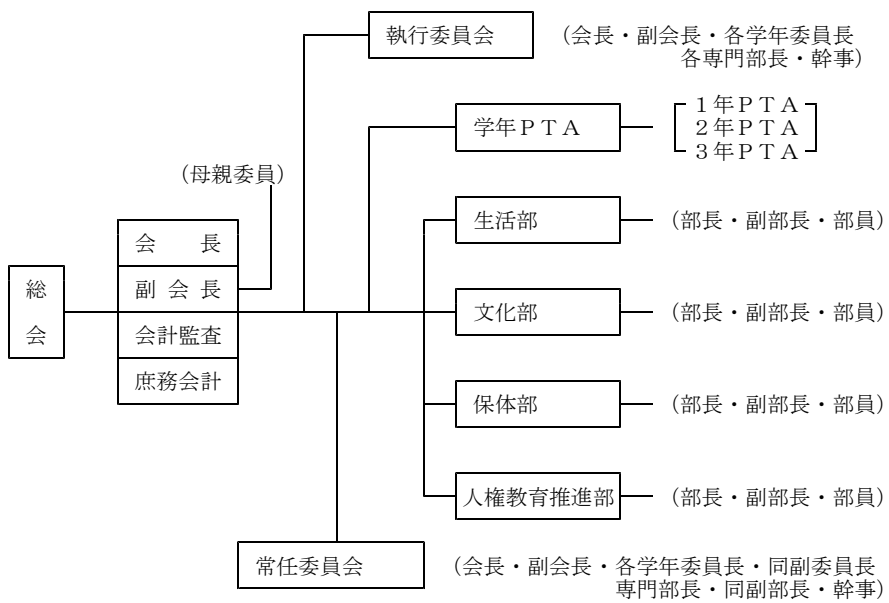 執行委員会
(会長・副会長・各学年委員長
各専門部長・幹事)
学年PTA
1年PTA
2年PTA
3年PTA
(母親委員)
生活部
(部長・副部長・部員)
会長
総会
副会長
文化部
(部長・副部長・部員)
会計監査
庶務会計
保体部
(部長・副部長・部員)
人権教育推進部
(部長・副部長・部員)
常任委員会
(会長・副会長・各学年委員長・同副委員長
専門部長・同副部長・幹事)